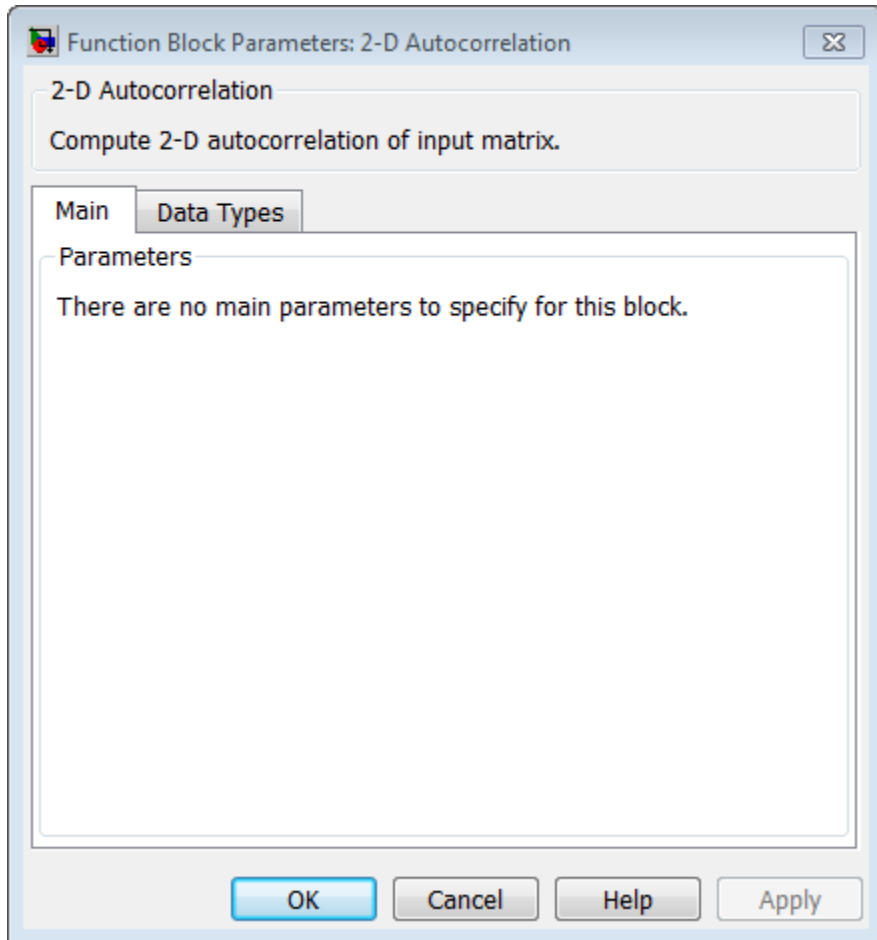 Function Block Parameters: 2-D Autocorrelation
2-D Autocorrelation
Compute 2-D autocorrelation of input matrix.
Main Data Types
Parameters
There are no main parameters to specify for this block.
OK Cancel Help Apply